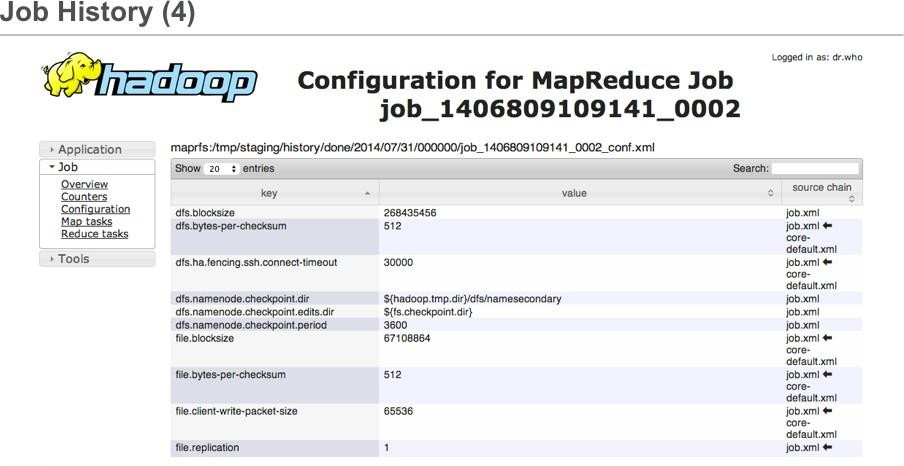 Job History (4)
Logged in as: dr.who
hadoop
Configuration for MapReduce Job
job_1406809109141_0002
Application
Job
Overview
Counters
Configuration
Map tasks
Reduce tasks
Tools
maprfs:/tmp/staging/history/done/2014/07/31/000000/job_1406809109141_0002_conf.xml
Show 20 entries Search:
key value source chain
dfs.blocksize 268435456 job.xml
dfs.bytes-per-checksum 512 job.xml ⬅
core-
default.xml
dfs.ha.fencing.ssh.connect-timeout 30000 job.xml ⬅
core-
default.xml
dfs.namenode.checkpoint.dir ${hadoop.tmp.dir}/dfs/namesecondary job.xml
dfs.namenode.checkpoint.edits.dir ${fs.checkpoint.dir} job.xml
dfs.namenode.checkpoint.period 3600 job.xml
file.blocksize 67108864 job.xml ⬅
core-
default.xml
file.bytes-per-checksum 512 job.xml ⬅
core-
default.xml
file.client-write-packet-size 65536 job.xml ⬅
core-
default.xml
file.replication 1 job.xml ⬅